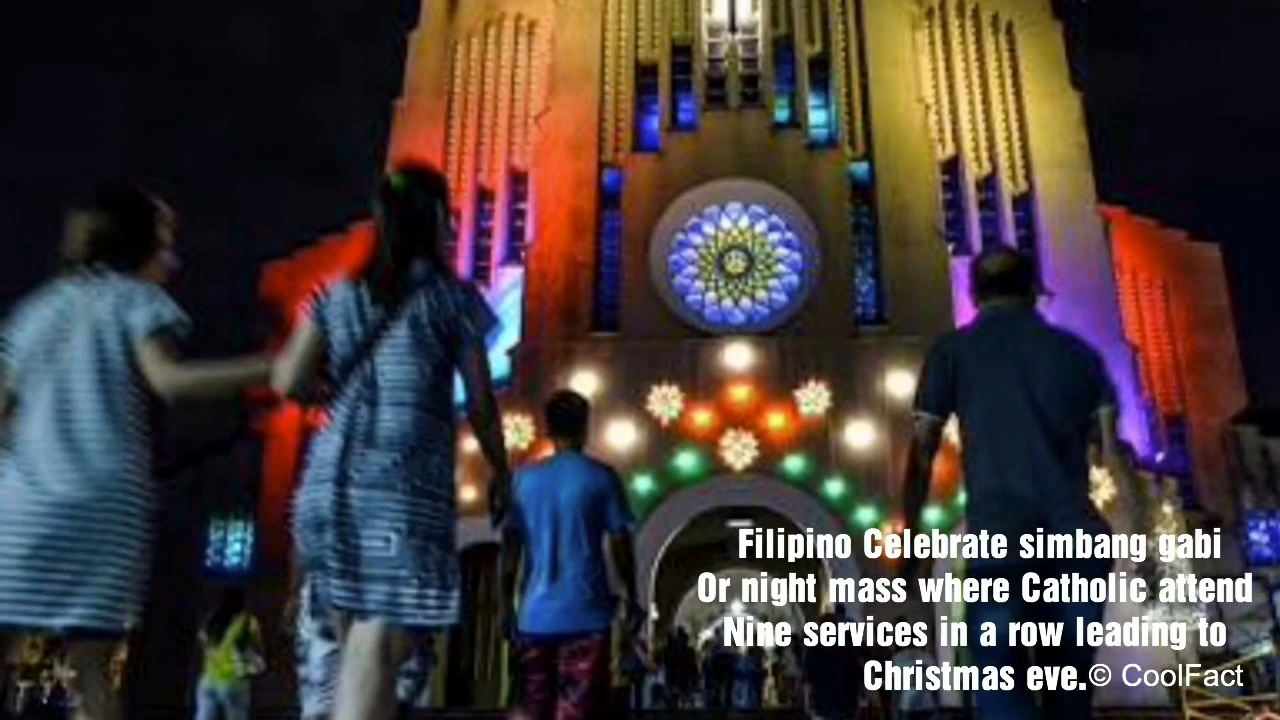 Filipino Celebrate simbang gabi
Or night mass where Catholic attend
Nine services in a row leading to
Christmas eve.© CoolFact